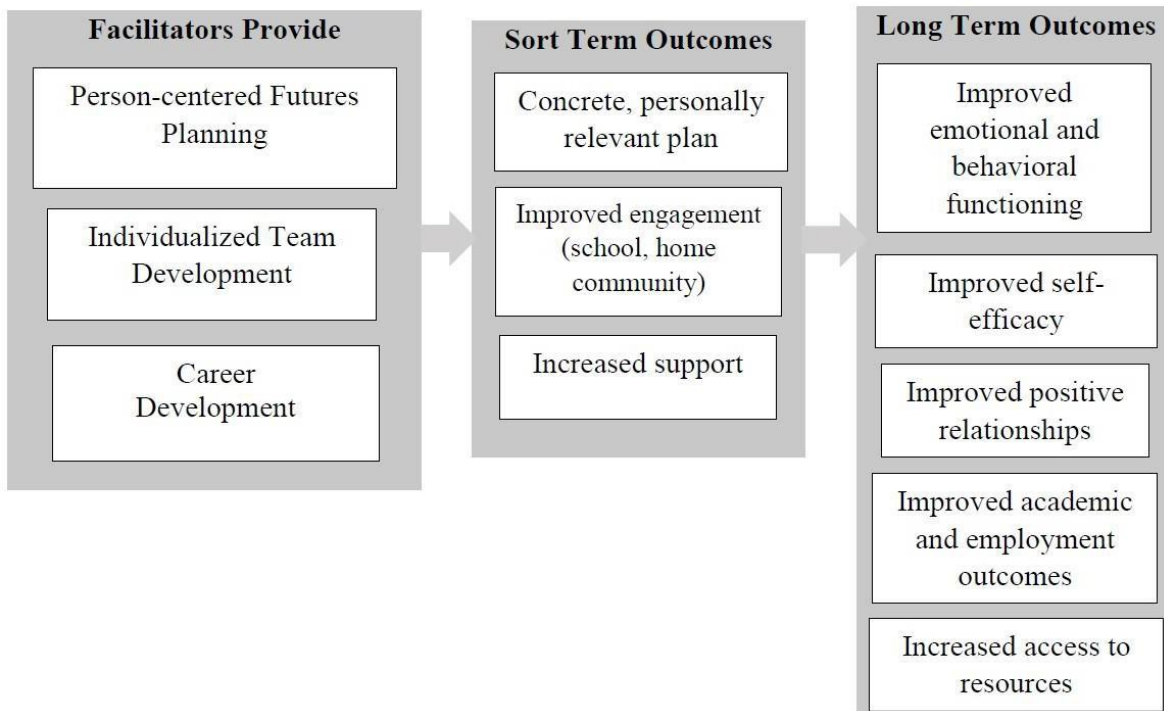 Facilitators Provide
Person-centered Futures
Planning
Individualized Team
Development
Career
Development
Sort Term Outcomes
Concrete, personally
relevant plan
Improved engagement
(school, home
community)
Increased support
Long Term Outcomes
Improved
emotional and
behavioral
functioning
Improved self-
efficacy
Improved positive
relationships
Improved academic
and employment
outcomes
Increased access to
resources